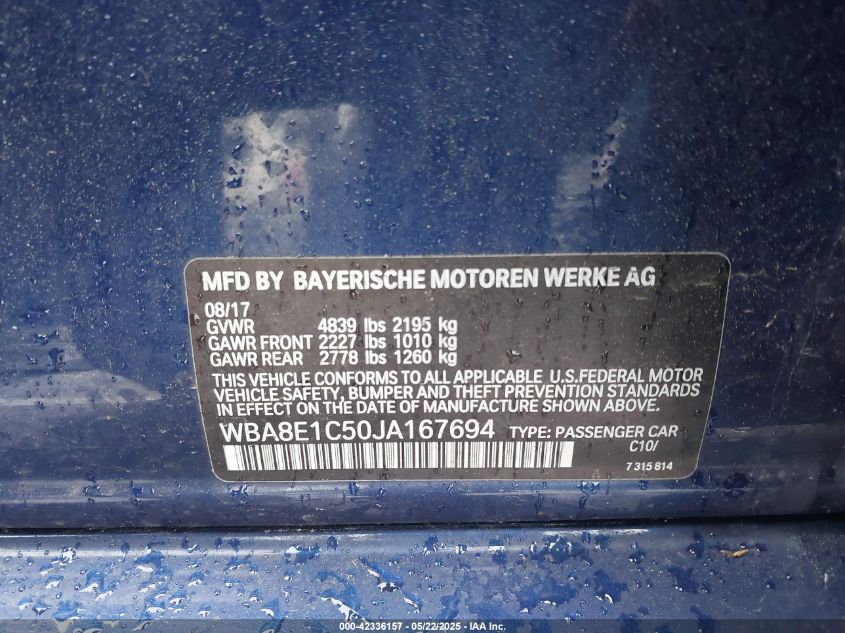 MFD BY BAYERISCHE MOTOREN WERKE AG
08/17
GVWR 4839 lbs 2195 kg
GAWR FRONT 2227 lbs 1010 kg
GAWR REAR 2778 lbs 1260 kg
THIS VEHICLE CONFORMS TO ALL APPLICABLE U.S.FEDERAL MOTOR
VEHICLE SAFETY, BUMPER AND THEFT PREVENTION STANDARDS
IN EFFECT ON THE DATE OF MANUFACTURE SHOWN ABOVE.
WBA8E1C50JA167694 TYPE: PASSENGER CAR
C10/
7 315 814
000-42336157 - 05/22/2025 - IAA Inc.